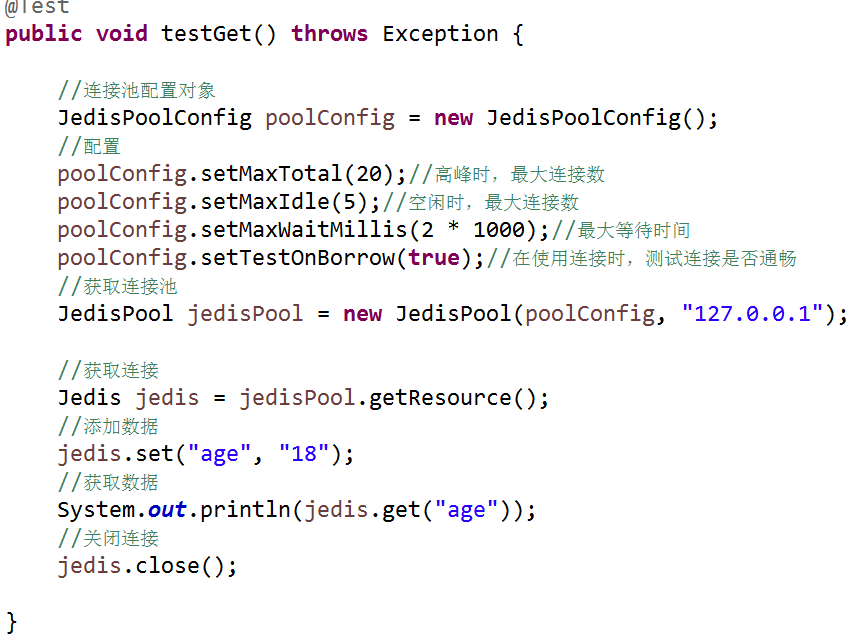 @Test
public void testGet() throws Exception {
//连接池配置对象
JedisPoolConfig poolConfig = new JedisPoolConfig();
//配置
poolConfig.setMaxTotal(20);//高峰时，最大连接数
poolConfig.setMaxIdle(5);//空闲时，最大连接数
poolConfig.setMaxWaitMillis(2 * 1000);//最大等待时间
poolConfig.setTestOnBorrow(true);//在使用连接时，测试连接是否通畅
//获取连接池
JedisPool jedisPool = new JedisPool(poolConfig, "127.0.0.1");
//获取连接
Jedis jedis = jedisPool.getResource();
//添加数据
jedis.set("age", "18");
//获取数据
System.out.println(jedis.get("age"));
//关闭连接
jedis.close();
}